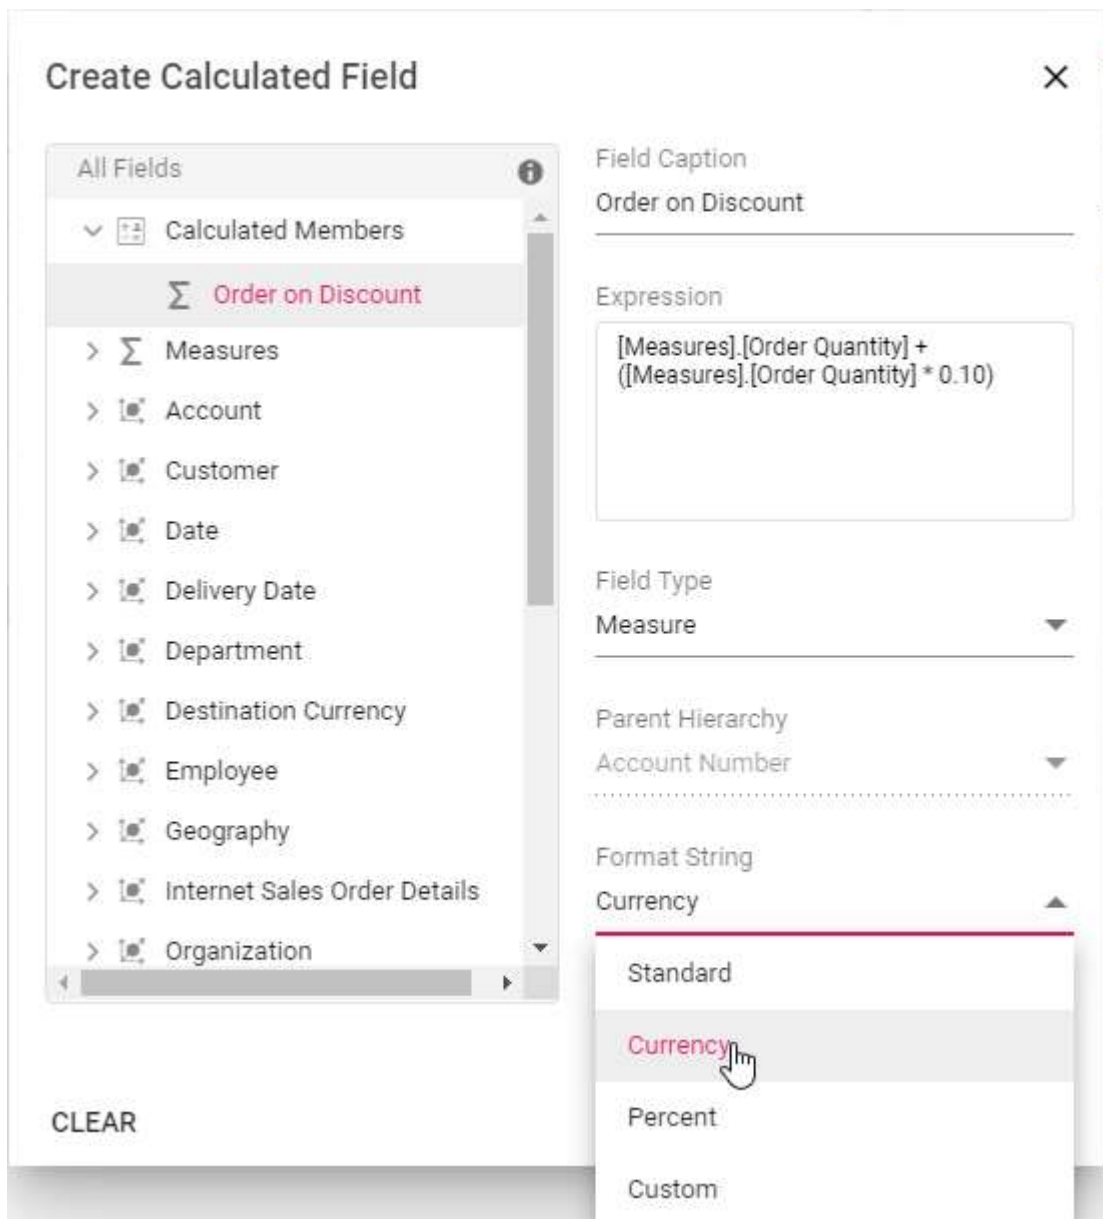 Create Calculated Field
All Fields
Calculated Members
Order on Discount
Measures
Account
Customer
Date
Delivery Date
Department
Destination Currency
Employee
Geography
Internet Sales Order Details
Organization
CLEAR
Field Caption
Order on Discount
Expression
[Measures].[Order Quantity] +
([Measures].[Order Quantity] * 0.10)
Field Type
Measure
Parent Hierarchy
Account Number
Format String
Currency
Standard
Currency
Percent
Custom